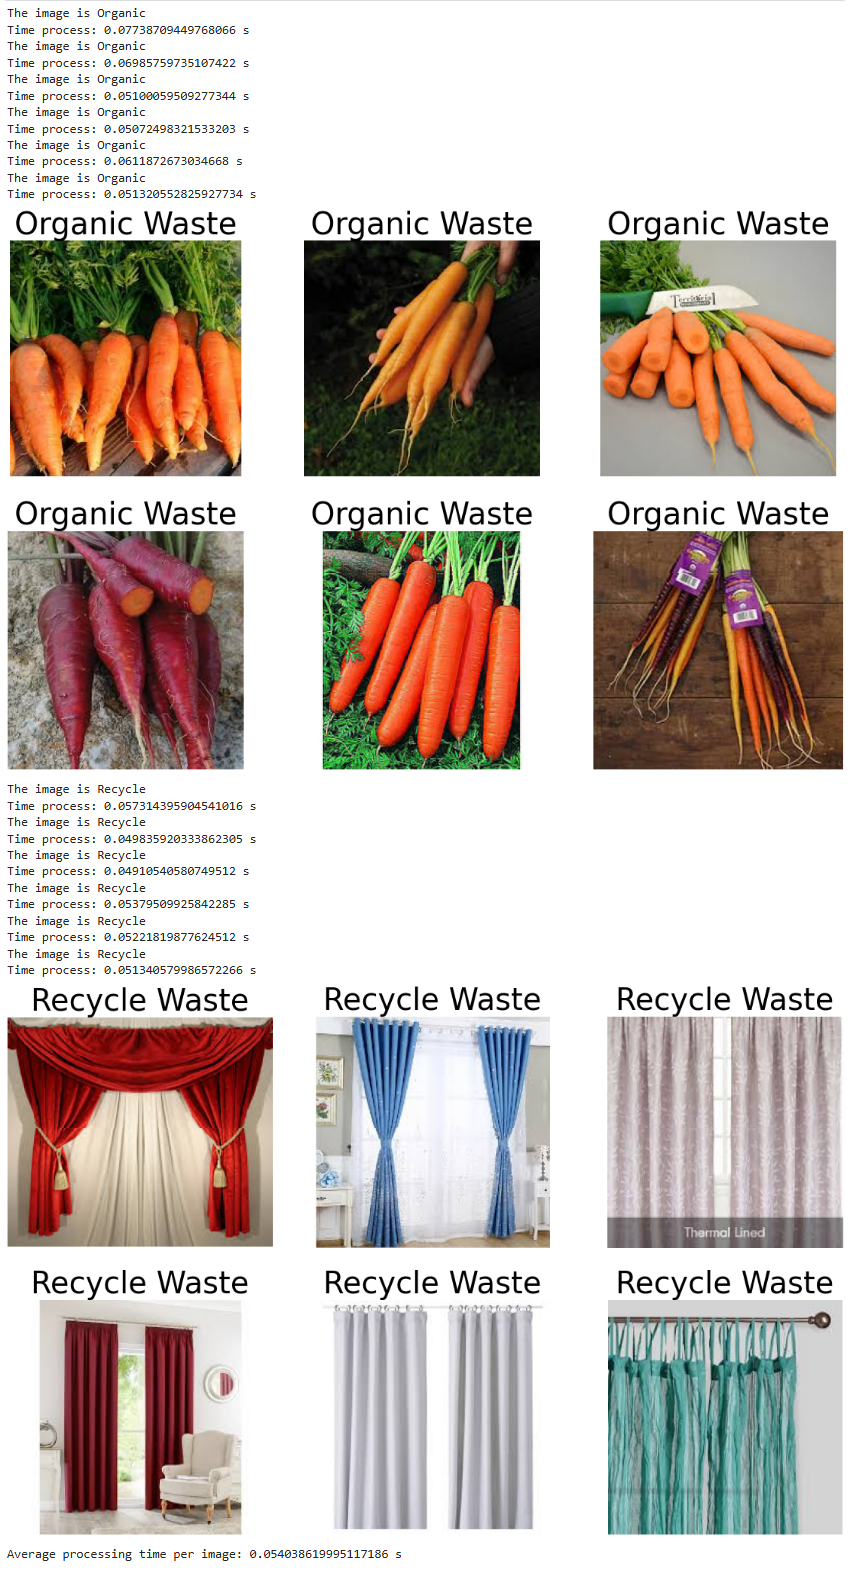 The image is Organic
Time process: 0.07738709449768066 s
The image is Organic
Time process: 0.06985759735107422 s
The image is Organic
Time process: 0.05100059509277344 s
The image is Organic
Time process: 0.05072498321533203 s
The image is Organic
Time process: 0.0611872673034668 s
The image is Organic
Time process: 0.051320552825927734 s
Organic Waste
Organic Waste
Organic Waste
Territorial
Organic Waste
Organic Waste
Organic Waste
The image is Recycle
Time process: 0.057314395904541016 s
The image is Recycle
Time process: 0.049835920333862305 s
The image is Recycle
Time process: 0.04910540580749512 s
The image is Recycle
Time process: 0.05379509925842285 s
The image is Recycle
Time process: 0.05221819877624512 s
The image is Recycle
Time process: 0.051340579986572266 s
Recycle Waste
Recycle Waste
Recycle Waste
Thermal Lined
Recycle Waste
Recycle Waste
Recycle Waste
Average processing time per image: 0.054038619995117186 s